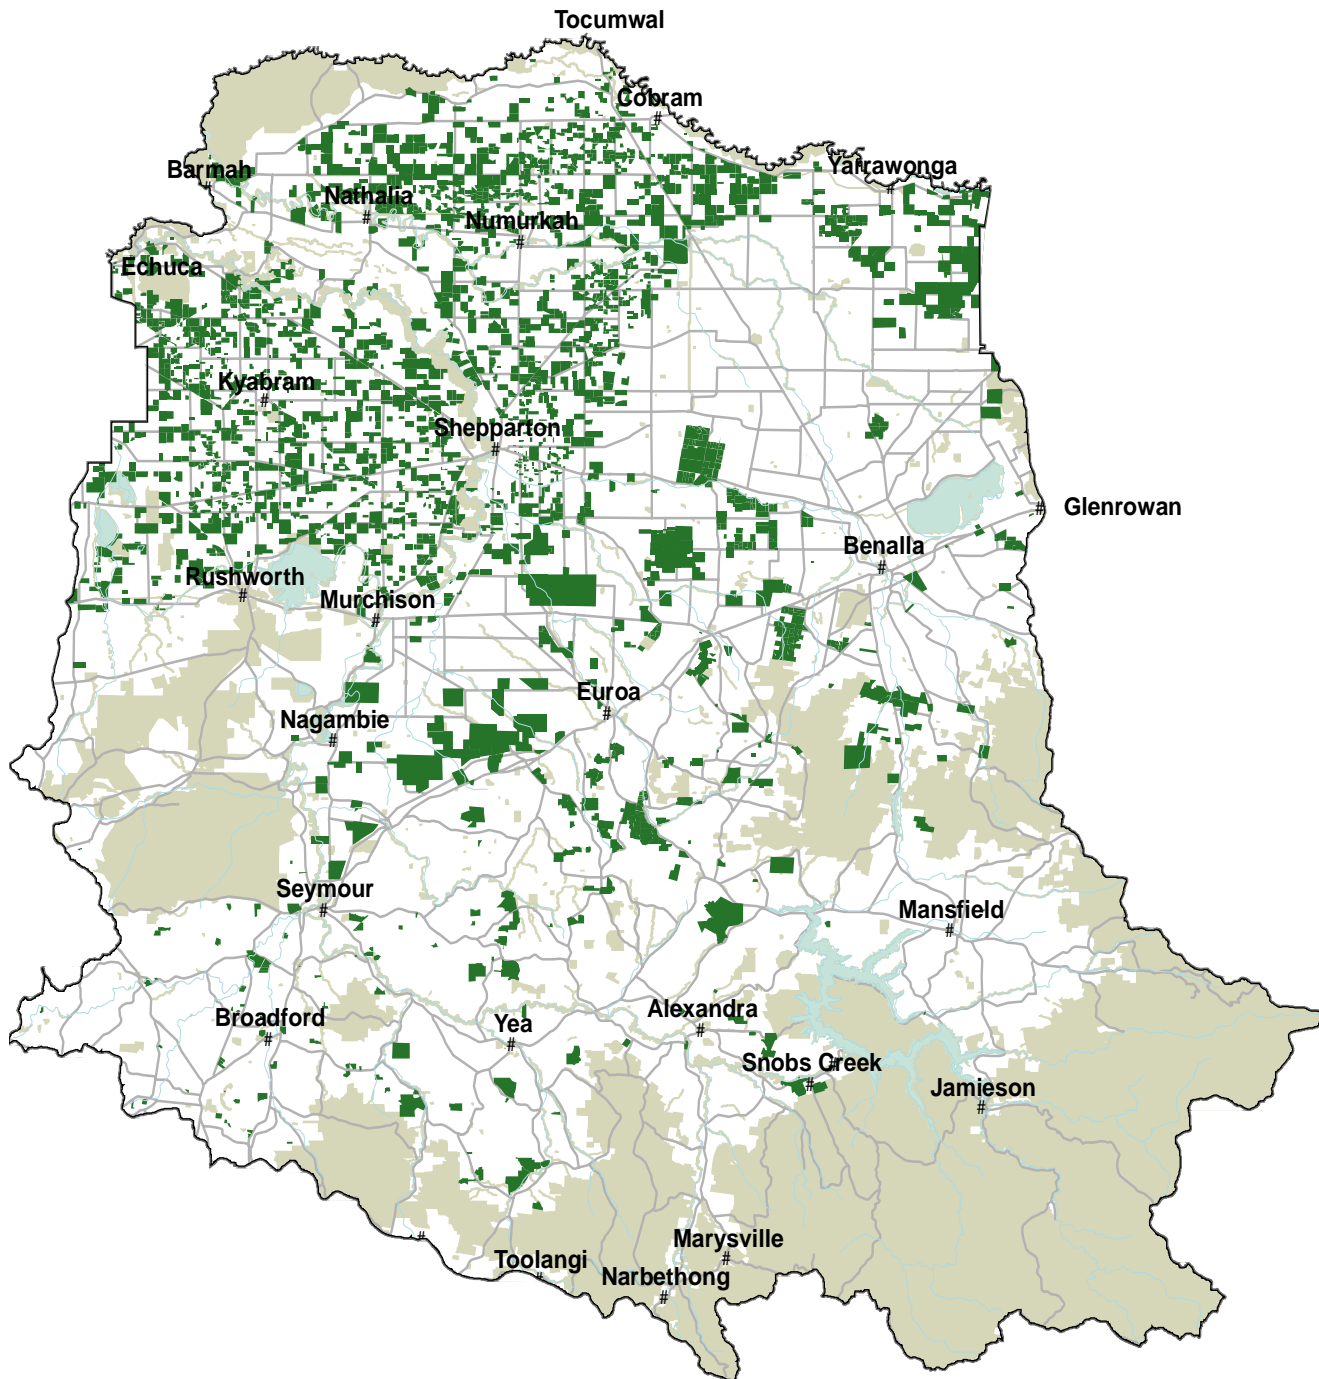 Tocumwal
Cobram
#
Yarrawonga
#
Barmah
#
Nathalia
#
Numurkah
#
Echuca
Kyabram
#
Shepparton
#
Glenrowan
#
Benalla
#
Rushworth
#
Murchison
#
Euroa
#
Nagambie
#
Seymour
#
Mansfield
#
Alexandra
#
Broadford
#
Yea
#
Snobs Creek
#
#
Jamieson
#
Marysville
#
#
Toolangi
#
Narbethong
#